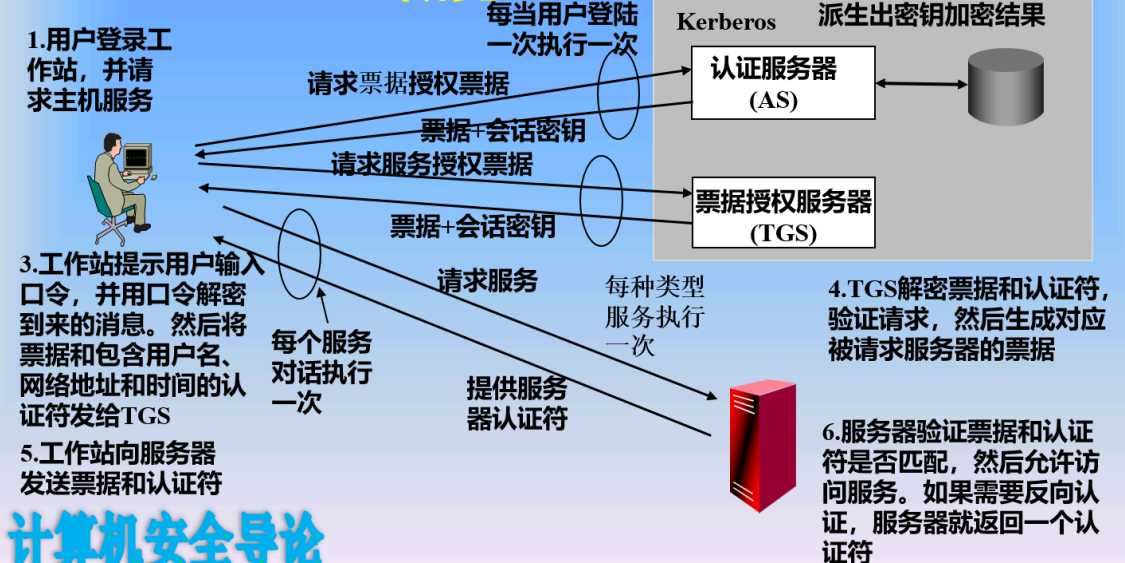 每当用户登陆
一次执行一次
Kerberos
派生出密钥加密结果
1.用户登录工
作站，并请
求主机服务
请求票据授权票据
认证服务器
(AS)
票据+会话密钥
请求服务授权票据
票据授权服务器
(TGS)
票据+会话密钥
3.工作站提示用户输入
口令，并用口令解密
到来的消息。然后将
票据和包含用户名、
网络地址和时间的认
证符发给TGS
请求服务
每种类型
服务执行
一次
4.TGS解密票据和认证符，
验证请求，然后生成对应
被请求服务器的票据
每个服务
对话执行
一次
提供服务
器认证符
5.工作站向服务器
发送票据和认证符
6.服务器验证票据和认证
符是否匹配，然后允许访
问服务。如果需要反向认
证，服务器就返回一个认
证符
计算机安全导论